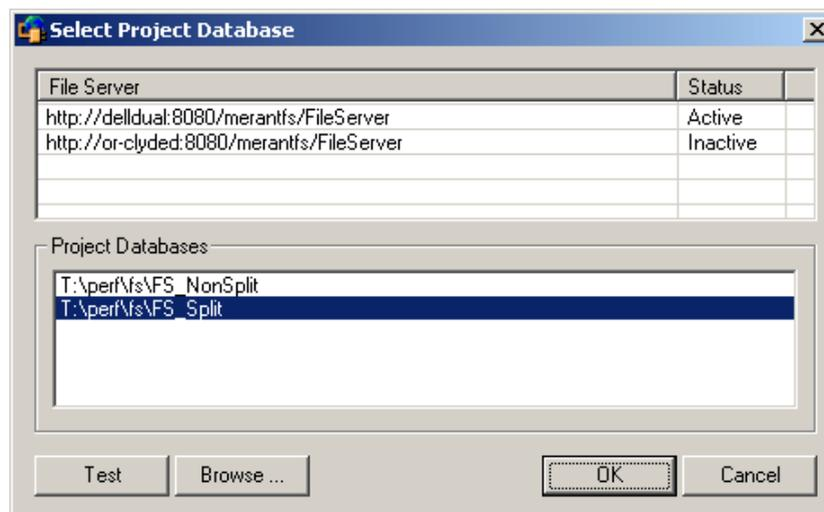 Select Project Database
File Server Status
http://delldual:8080/merantfs/FileServer Active
http://or-clyded:8080/merantfs/FileServer Inactive
Project Databases
T:\perf\fs\FS_NonSplit
T:\perf\fs\FS_Split
Test Browse ... OK Cancel